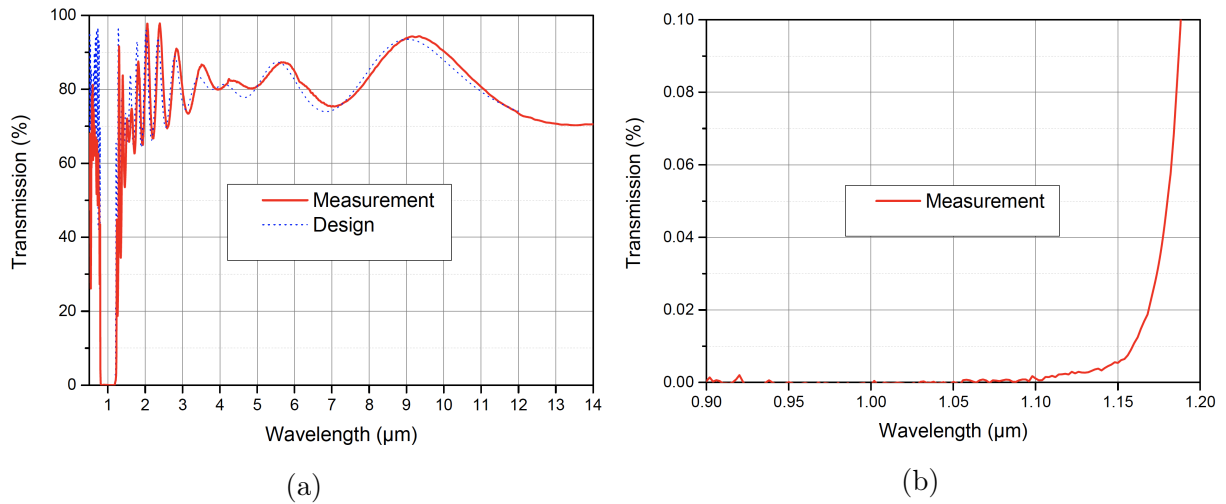 100
80
60
40
20
0
Transmission (%)
Measurement
Design
1 2 3 4 5 6 7 8 9 10 11 12 13 14
Wavelength (μm)
(a)
0.10
0.08
0.06
0.04
0.02
0.00
Transmission (%)
Measurement
0.90 0.95 1.00 1.05 1.10 1.15 1.20
Wavelength (μm)
(b)